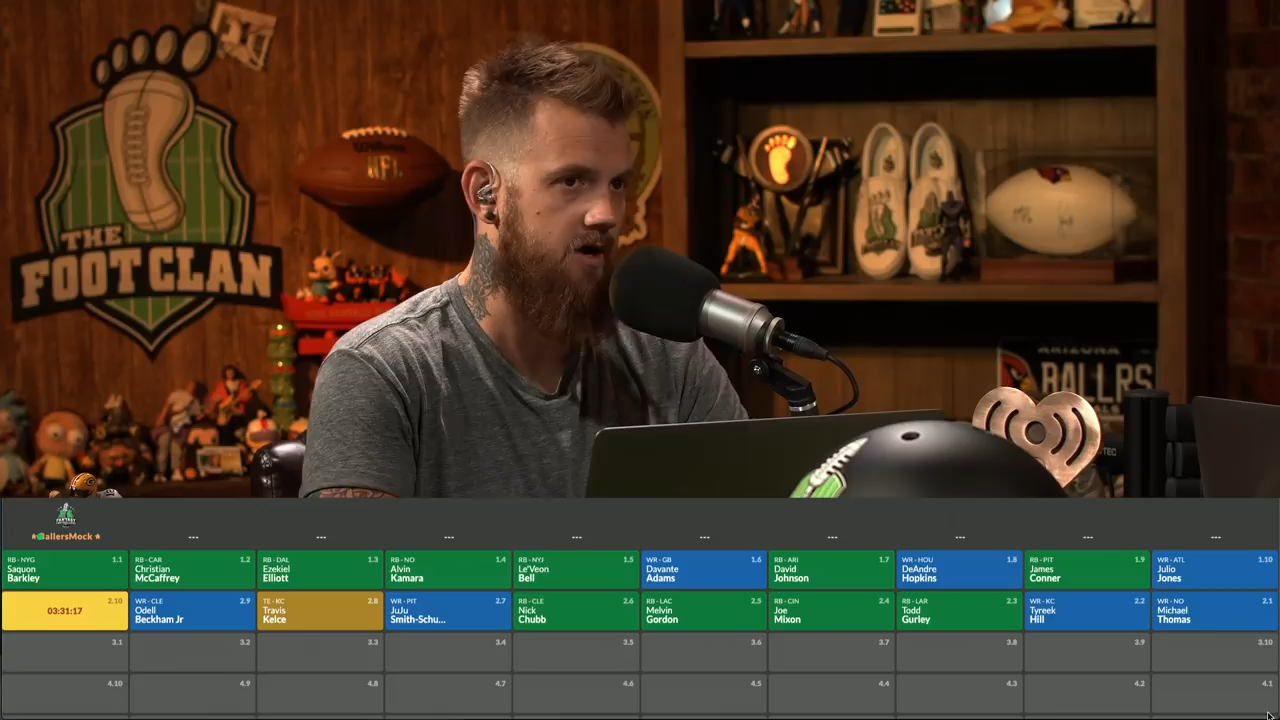 THE
FOOT CLAN
NFL
ARIZONA
BALLRS
BallersMock
---
---
---
---
---
---
---
---
---
RB - NYG 1.1
Saquon
Barkley
RB - CAR 1.2
Christian
McCaffrey
RB - DAL 1.3
Ezekiel
Elliott
RB - NO 1.4
Alvin
Kamara
RB - NYJ 1.5
Le'Veon
Bell
WR - GB 1.6
Davante
Adams
RB - ARI 1.7
David
Johnson
WR - HOU 1.8
DeAndre
Hopkins
RB - PIT 1.9
James
Conner
WR - ATL 1.10
Julio
Jones
2.10
03:31:17
WR - CLE 2.9
Odell
Beckham Jr
TE - KC 2.8
Travis
Kelce
WR - PIT 2.7
JuJu
Smith-Schu...
RB - CLE 2.6
Nick
Chubb
RB - LAC 2.5
Melvin
Gordon
RB - CIN 2.4
Joe
Mixon
RB - LAR 2.3
Todd
Gurley
WR - KC 2.2
Tyreek
Hill
WR - NO 2.1
Michael
Thomas
3.1 3.2 3.3 3.4 3.5 3.6 3.7 3.8 3.9 3.10
4.10 4.9 4.8 4.7 4.6 4.5 4.4 4.3 4.2 4.1